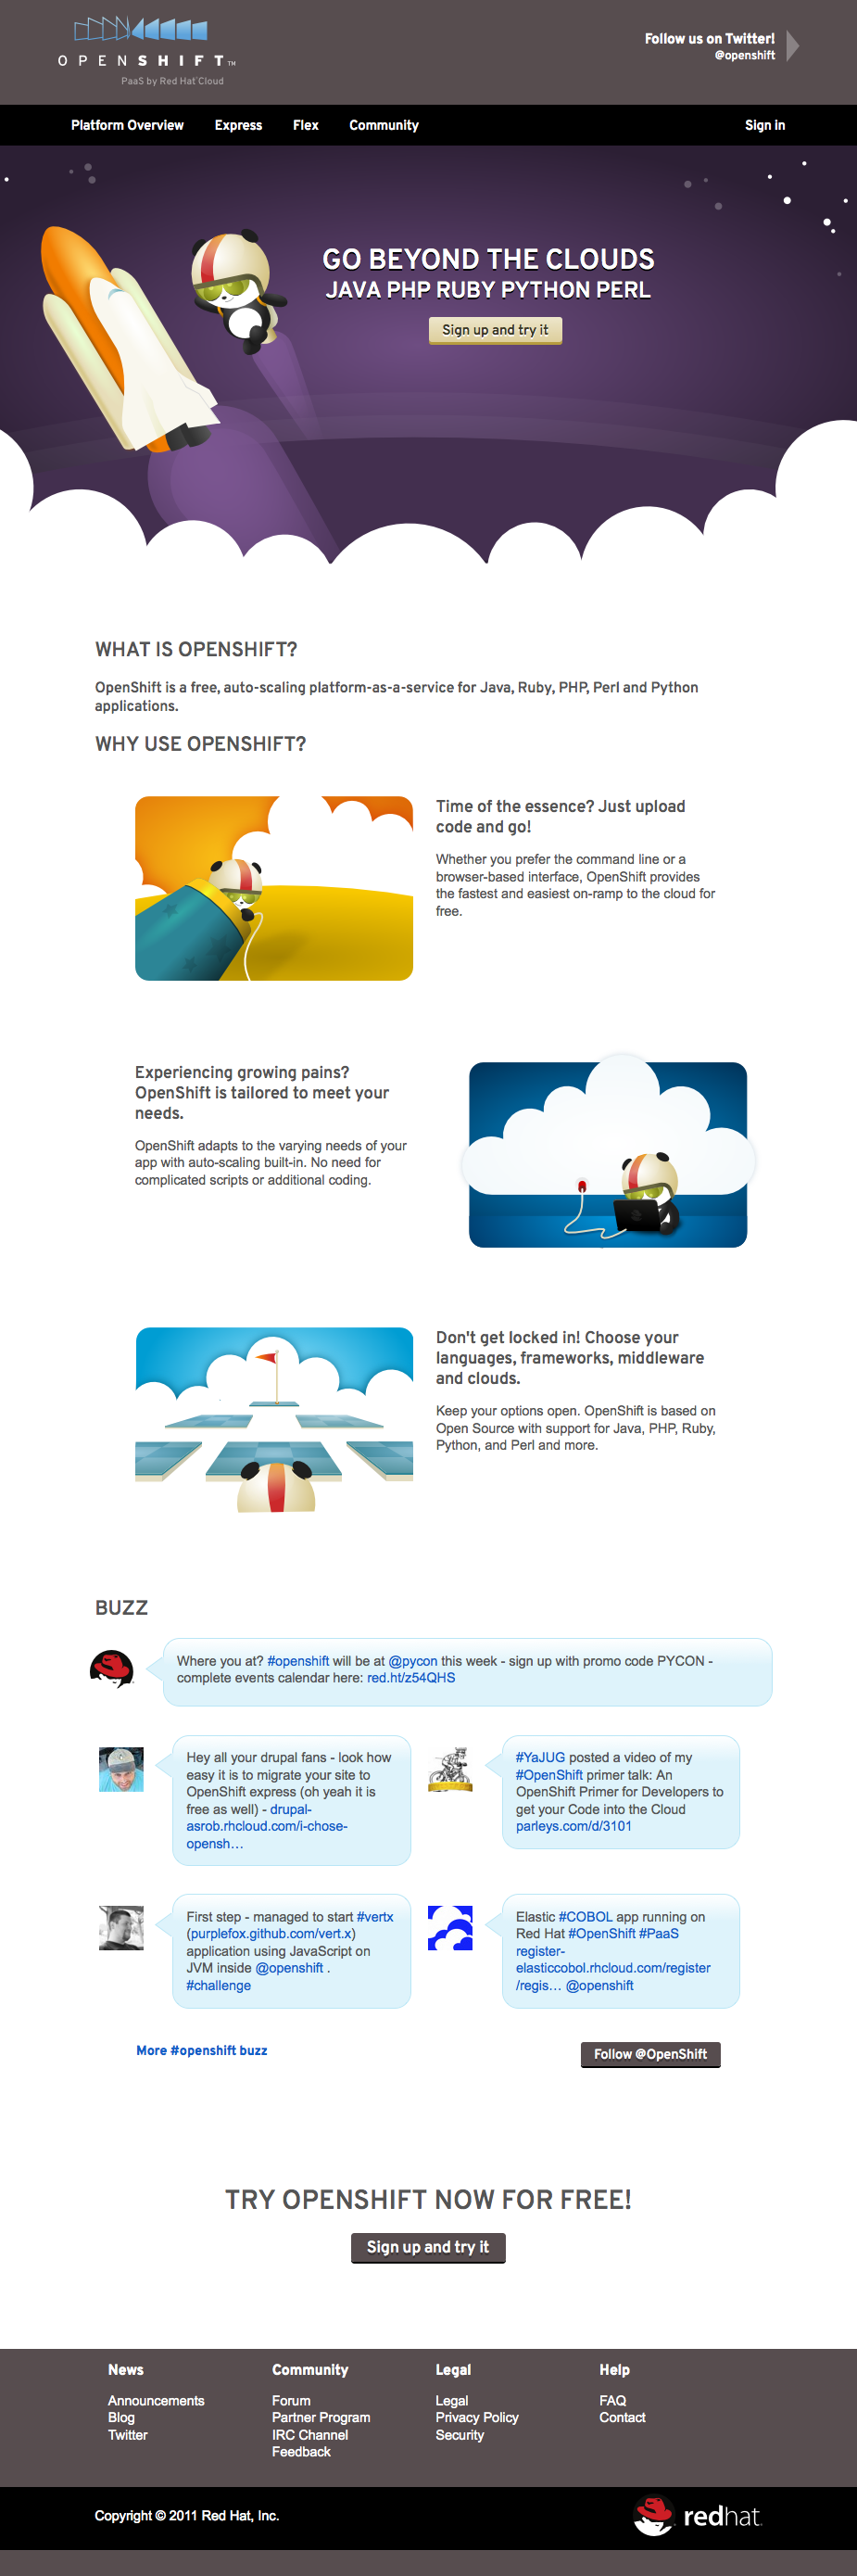 OPENSHIFT™
PaaS by Red Hat® Cloud
Follow us on Twitter!
@openshift
Platform Overview
Express
Flex
Community
Sign in
GO BEYOND THE CLOUDS
JAVA PHP RUBY PYTHON PERL
Sign up and try it
WHAT IS OPENSHIFT?
OpenShift is a free, auto-scaling platform-as-a-service for Java, Ruby, PHP, Perl and Python
applications.
WHY USE OPENSHIFT?
Time of the essence? Just upload
code and go!
Whether you prefer the command line or a
browser-based interface, OpenShift provides
the fastest and easiest on-ramp to the cloud for
free.
Experiencing growing pains?
OpenShift is tailored to meet your
needs.
OpenShift adapts to the varying needs of your
app with auto-scaling built-in. No need for
complicated scripts or additional coding.
Don't get locked in! Choose your
languages, frameworks, middleware
and clouds.
Keep your options open. OpenShift is based on
Open Source with support for Java, PHP, Ruby,
Python, and Perl and more.
BUZZ
Where you at? #openshift will be at @pycon this week - sign up with promo code PYCON -
complete events calendar here: red.ht/z54QHS
Hey all your drupal fans - look how
easy it is to migrate your site to
OpenShift express (oh yeah it is
free as well) - drupal-
asrob.rhcloud.com/i-chose-
opensh…
#YaJUG posted a video of my
#OpenShift primer talk: An
OpenShift Primer for Developers to
get your Code into the Cloud
parleys.com/d/3101
First step - managed to start #vertx
(purplefox.github.com/vert.x)
application using JavaScript on
JVM inside @openshift .
#challenge
Elastic #COBOL app running on
Red Hat #OpenShift #PaaS
register-
elasticcobol.rhcloud.com/register
/regis… @openshift
More #openshift buzz
Follow @OpenShift
TRY OPENSHIFT NOW FOR FREE!
Sign up and try it
News
Announcements
Blog
Twitter
Community
Forum
Partner Program
IRC Channel
Feedback
Legal
Legal
Privacy Policy
Security
Help
FAQ
Contact
Copyright © 2011 Red Hat, Inc.
redhat.